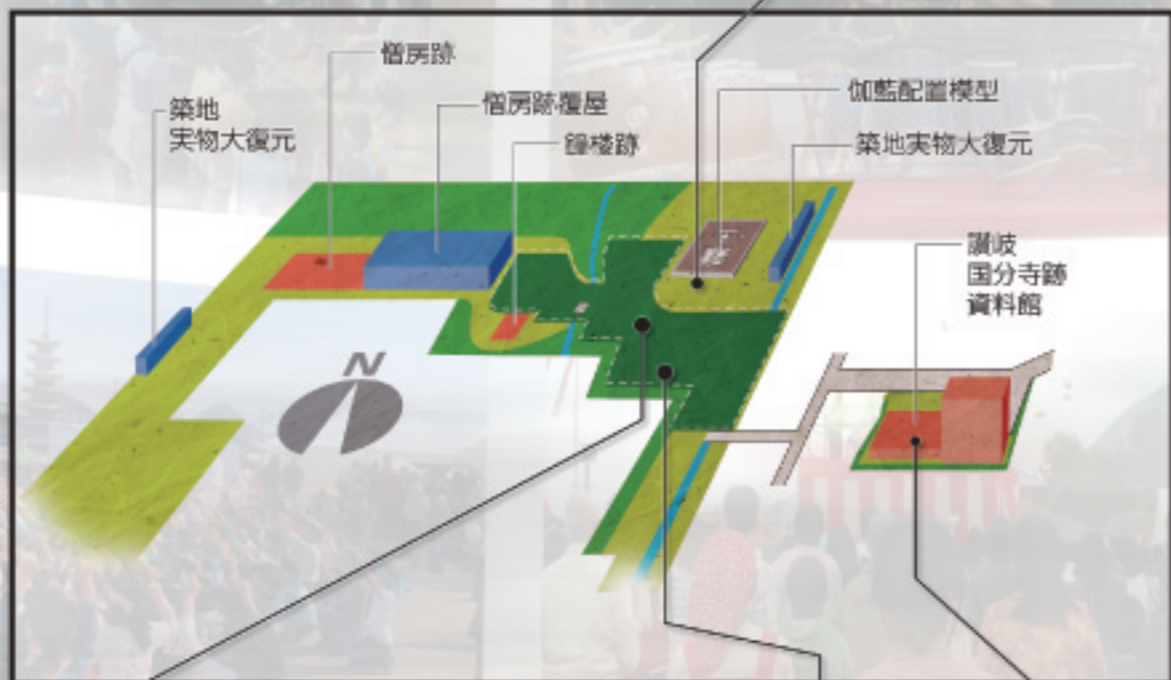 僧房跡
築地
実物大復元
僧房跡覆屋
鐘楼跡
伽藍配置模型
築地実物大復元
讃岐
国分寺跡
資料館
N